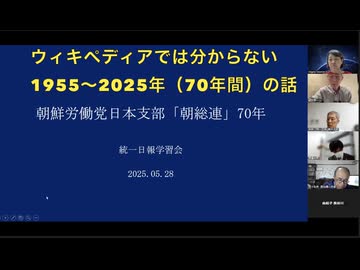 ウィキペディアでは分からない
1955～2025年（70年間）の話
朝鮮労働党日本支部「朝総連」70年
統一日報学習会
2025.05.28